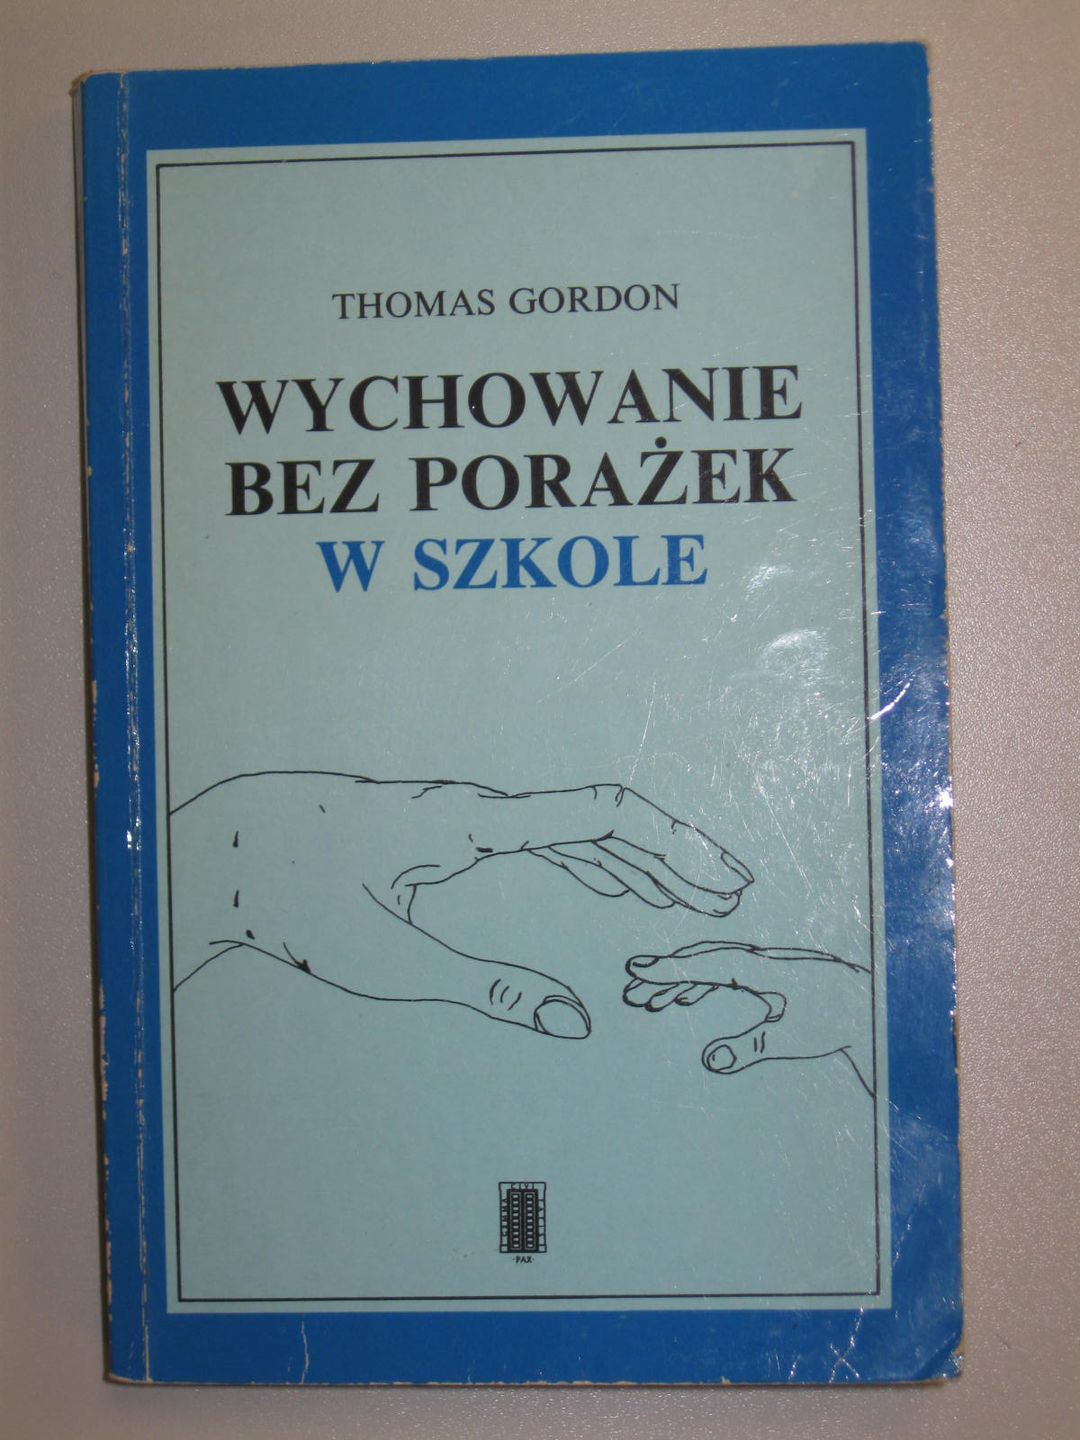 THOMAS GORDON
WYCHOWANIE
BEZ PORAŻEK
W SZKOLE
·PAX·